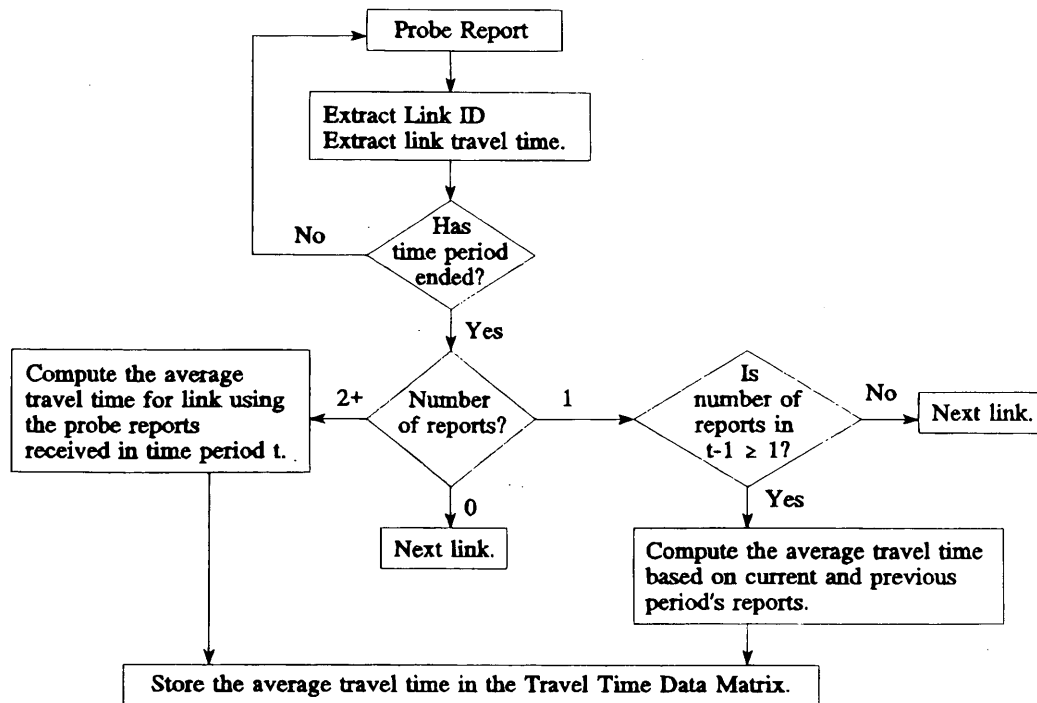 Probe Report
Extract Link ID
Extract link travel time.
Has
time period
ended?
No
Yes
Number
of reports?
2+
1
0
Compute the average
travel time for link using
the probe reports
received in time period t.
Next link.
Is
number of
reports in
t-1 ≥ 1?
No
Next link.
Yes
Compute the average travel time
based on current and previous
period's reports.
Store the average travel time in the Travel Time Data Matrix.